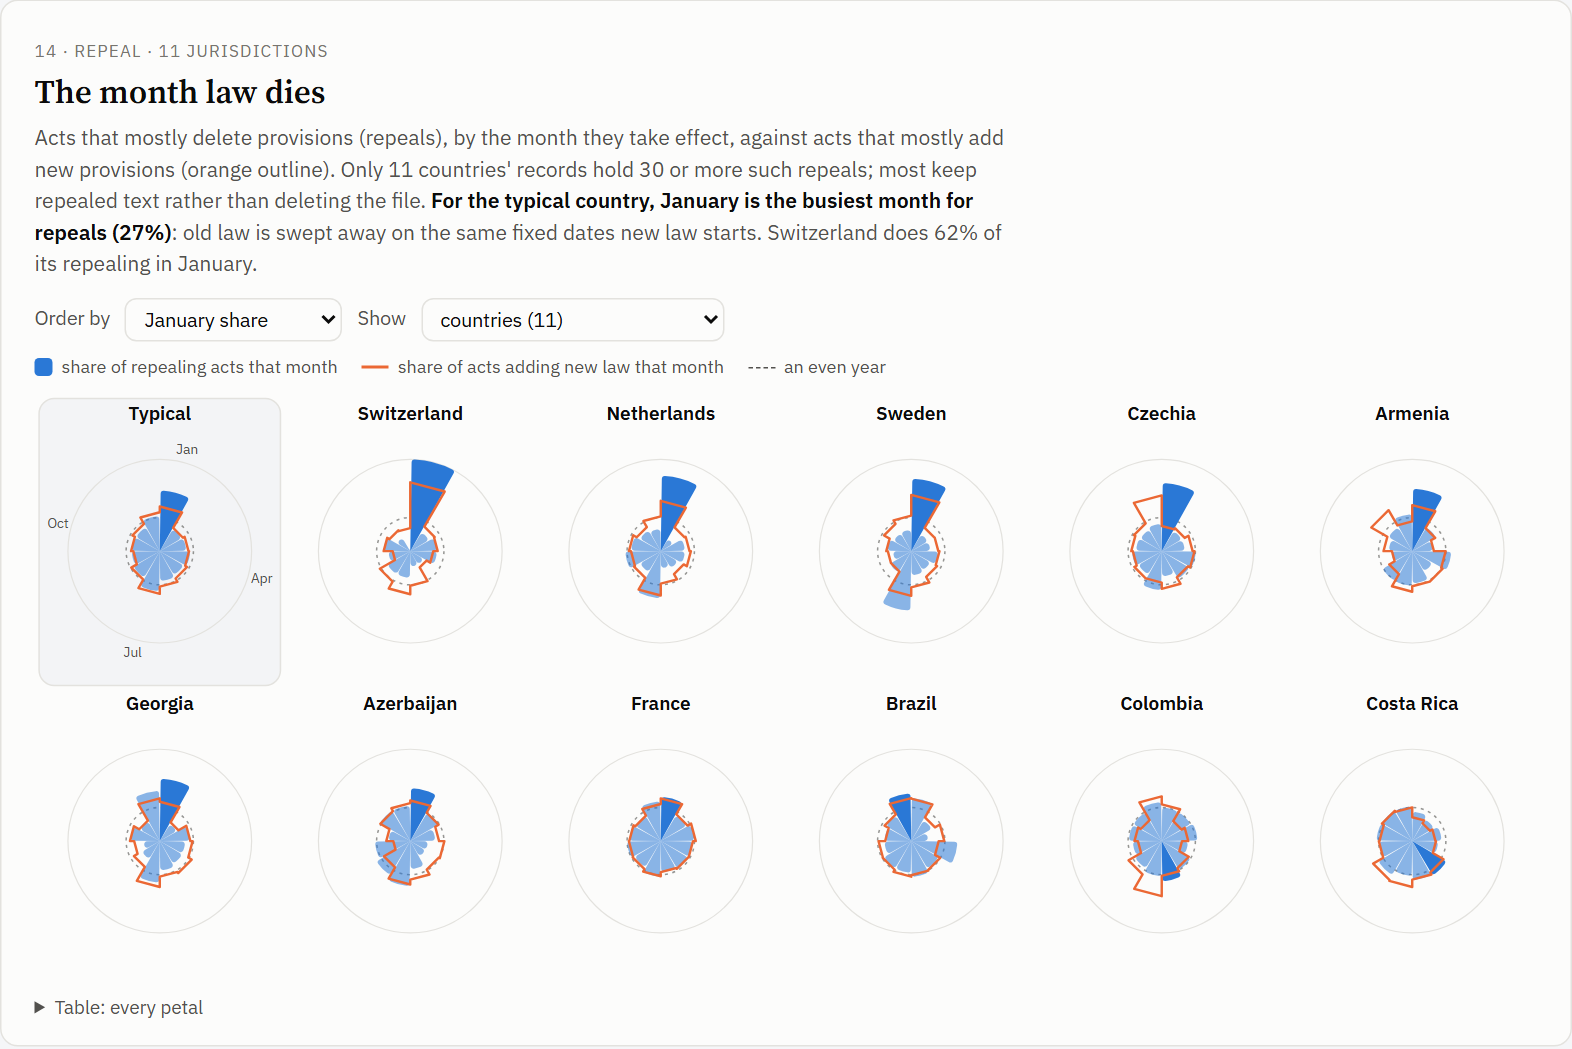 14 · REPEAL · 11 JURISDICTIONS
The month law dies
Acts that mostly delete provisions (repeals), by the month they take effect, against acts that mostly add
new provisions (orange outline). Only 11 countries' records hold 30 or more such repeals; most keep
repealed text rather than deleting the file. For the typical country, January is the busiest month for
repeals (27%): old law is swept away on the same fixed dates new law starts. Switzerland does 62% of
its repealing in January.
Order by January share Show countries (11)
share of repealing acts that month share of acts adding new law that month an even year
Typical Switzerland Netherlands Sweden Czechia Armenia
Jan
Oct
Apr
Jul
Georgia Azerbaijan France Brazil Colombia Costa Rica
Table: every petal